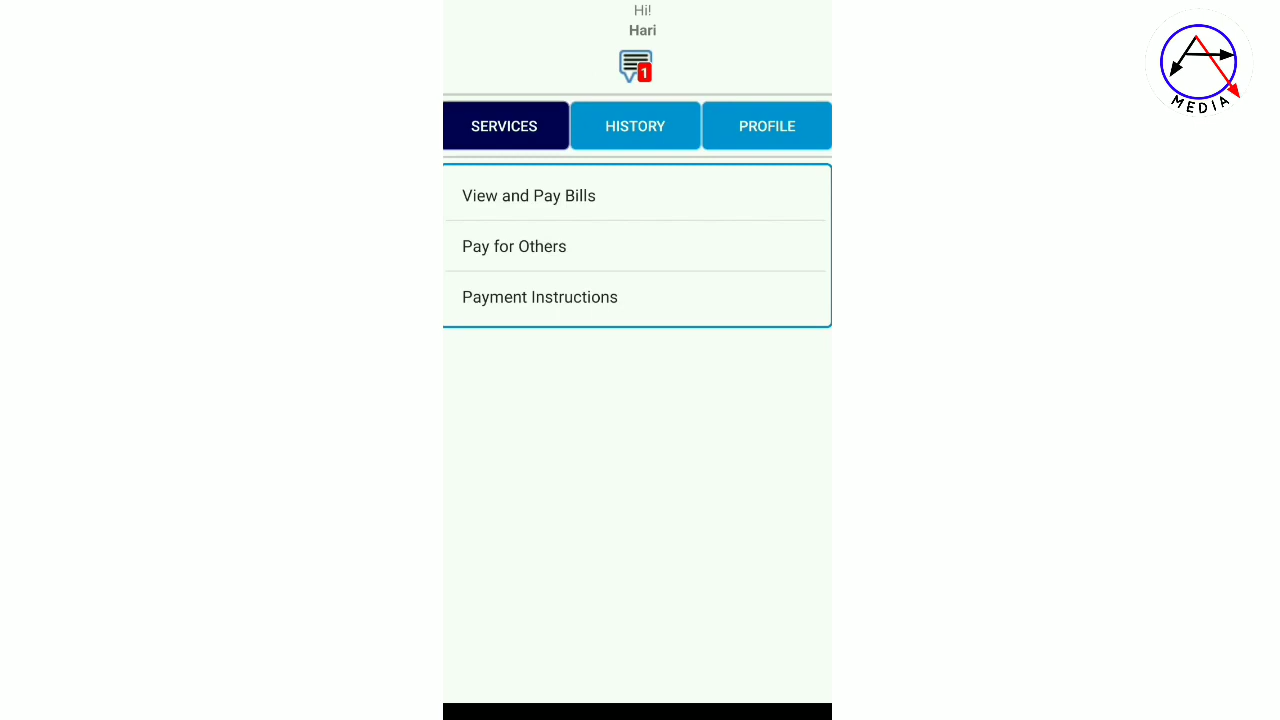 Hi!
Hari
1
SERVICES
HISTORY
PROFILE
View and Pay Bills
Pay for Others
Payment Instructions
MEDIA